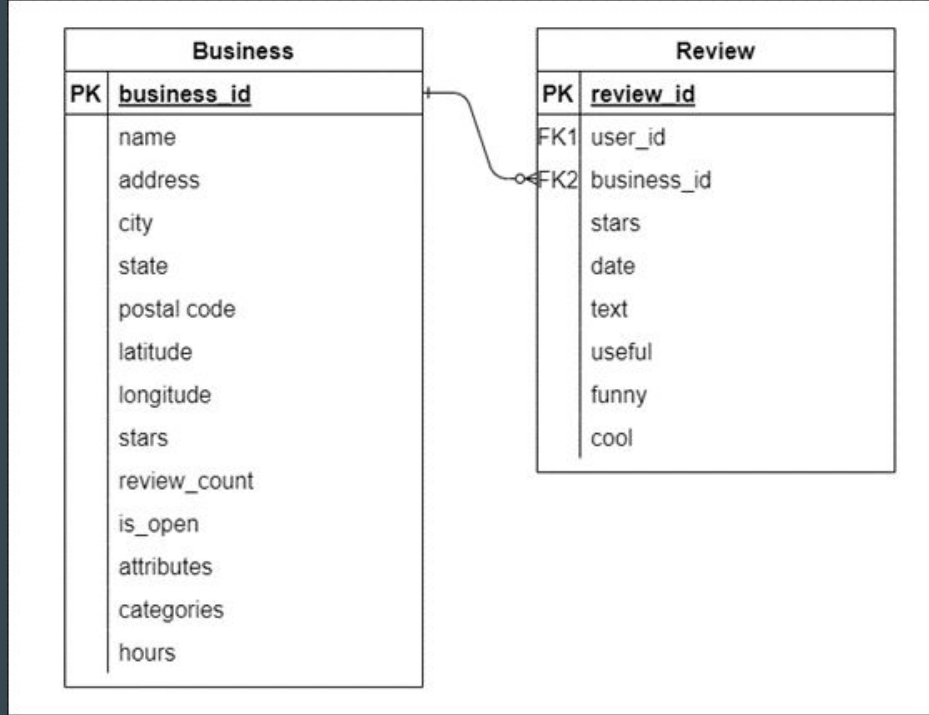 Business
PK business_id
name
address
city
state
postal code
latitude
longitude
stars
review_count
is_open
attributes
categories
hours
Review
PK review_id
FK1 user_id
FK2 business_id
stars
date
text
useful
funny
cool